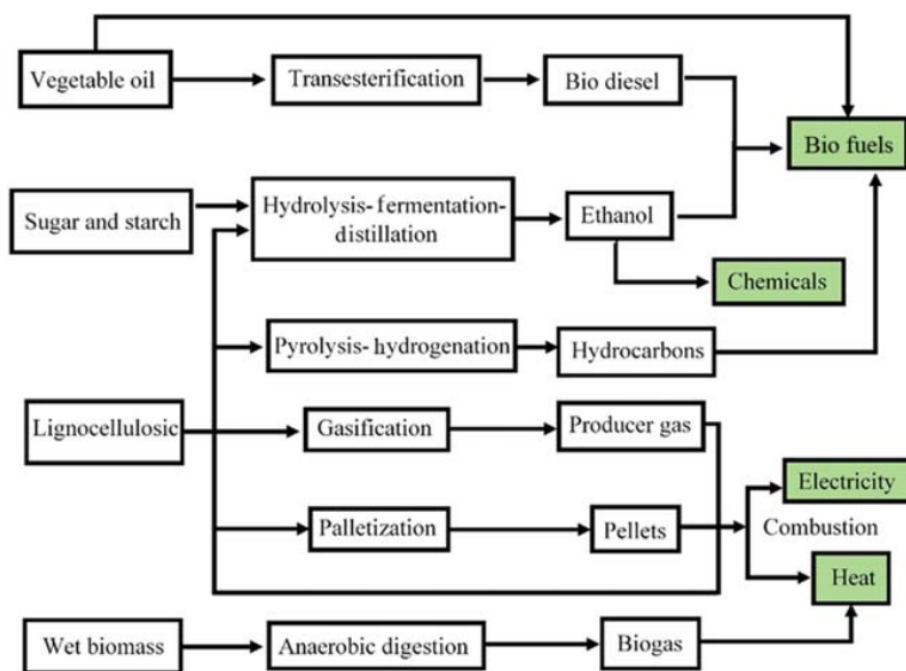 Vegetable oil
Transesterification
Bio diesel
Bio fuels
Sugar and starch
Hydrolysis-fermentation-
distillation
Ethanol
Chemicals
Pyrolysis-hydrogenation
Hydrocarbons
Lignocellulosic
Gasification
Producer gas
Electricity
Palletization
Pellets
Combustion
Heat
Wet biomass
Anaerobic digestion
Biogas